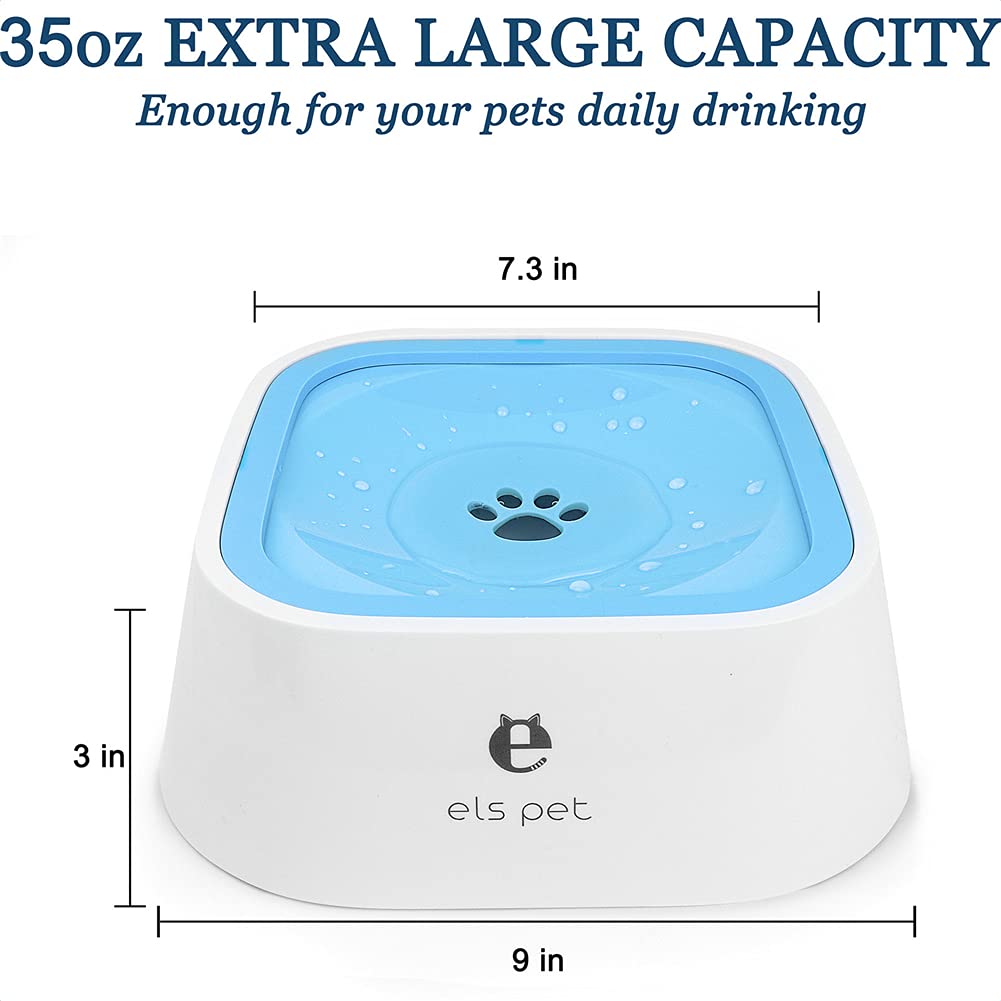 35oz EXTRA LARGE CAPACITY
Enough for your pets daily drinking
7.3 in
3 in
e
els pet
9 in